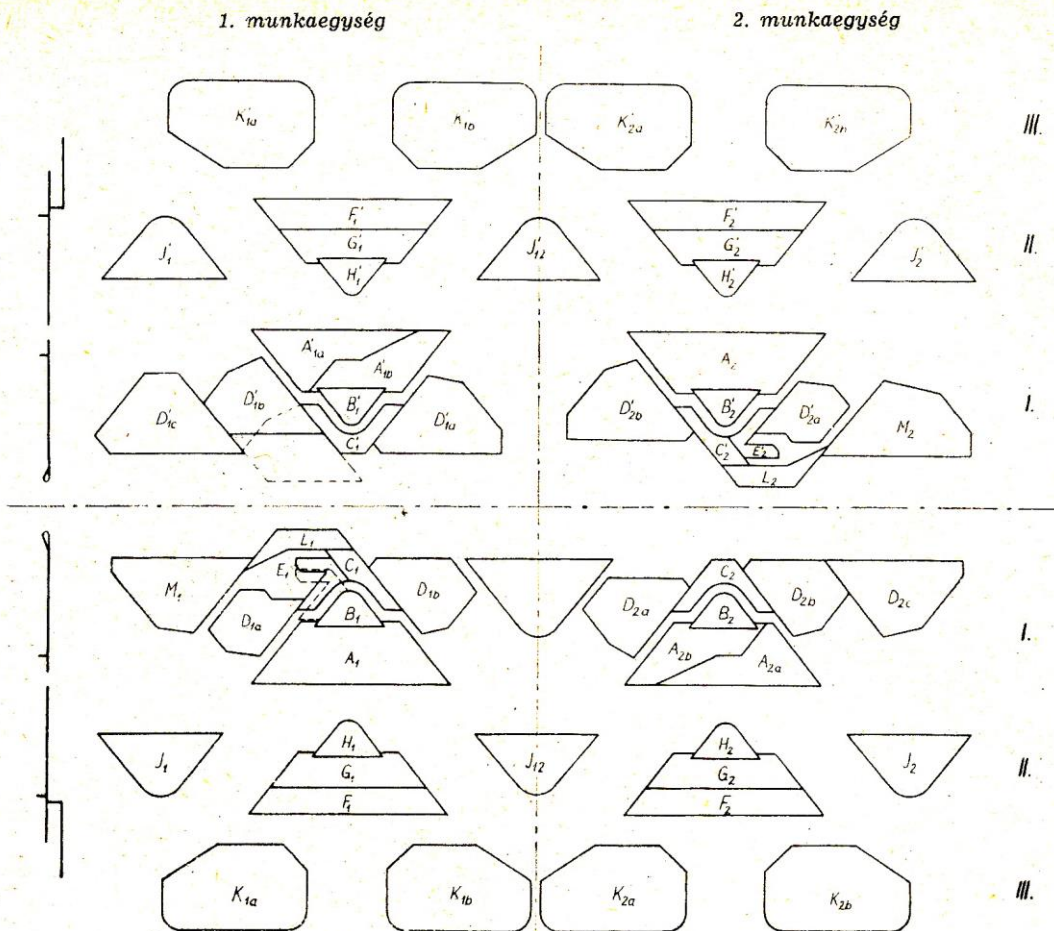 1. munkaegység 2. munkaegység
K'1a K'1b K'2a K'2b III.
F'1 F'2
J'1 G'1 J'12 G'2 J'2 II.
H'1 H'2
A'1a A'1b A2
D'1c D'1b B'1 D'1a D'2b B'2 D'2a M2 I.
C'1 C'2 E'2
L2
L1
M1 E1 C1 D1b C2 D2b D2c
D1a B1 D2a B2 I.
A1 A2b A2a
J1 H1 J12 H2 J2 II.
G1 G2
F1 F2
K1a K1b K2a K2b III.